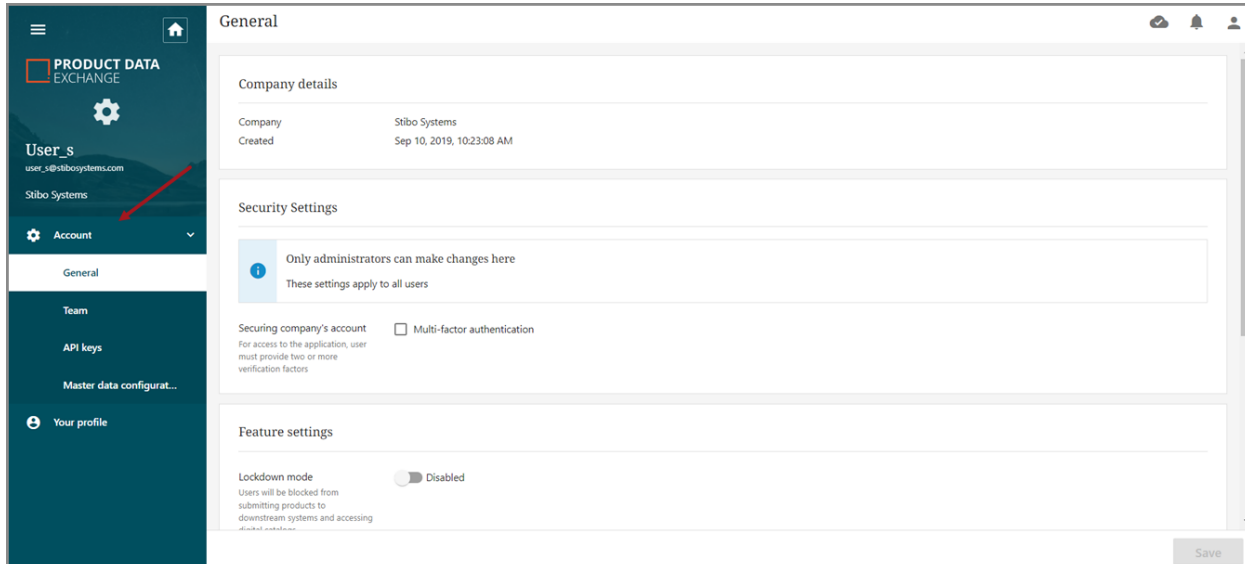 General
PRODUCT DATA
EXCHANGE
User_s
user_s@stibosystems.com
Stibo Systems
Account
General
Team
API keys
Master data configurat...
Your profile
Company details
Company Stibo Systems
Created Sep 10, 2019, 10:23:08 AM
Security Settings
Only administrators can make changes here
These settings apply to all users
Securing company's account Multi-factor authentication
For access to the application, user
must provide two or more
verification factors
Feature settings
Lockdown mode Disabled
Users will be blocked from
submitting products to
downstream systems and accessing
digital catalogs
Save